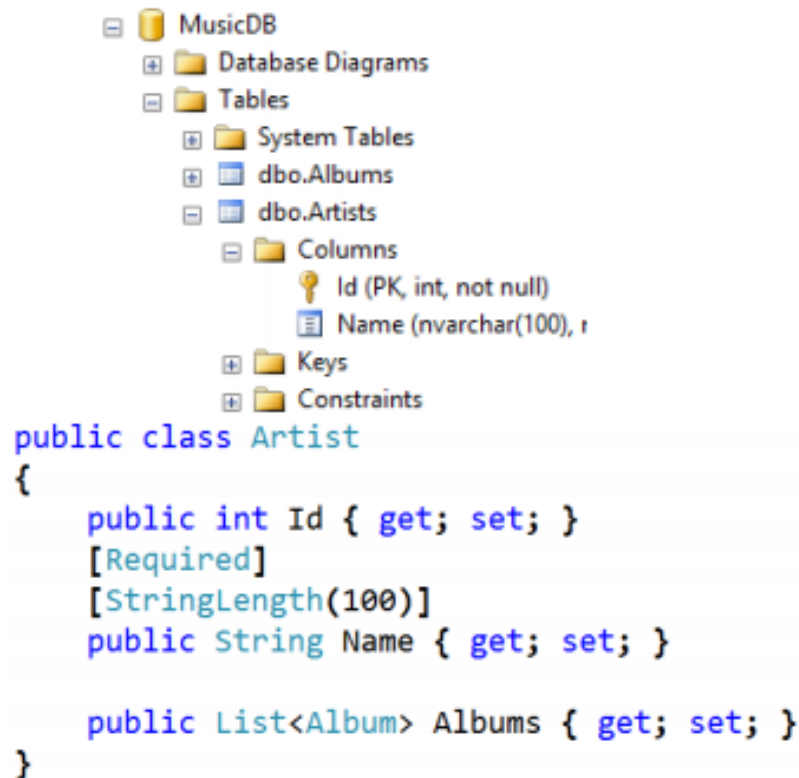 MusicDB
Database Diagrams
Tables
System Tables
dbo.Albums
dbo.Artists
Columns
Id (PK, int, not null)
Name (nvarchar(100),
Keys
Constraints
public class Artist
{
public int Id { get; set; }
[Required]
[StringLength(100)]
public String Name { get; set; }
public List<Album> Albums { get; set; }
}